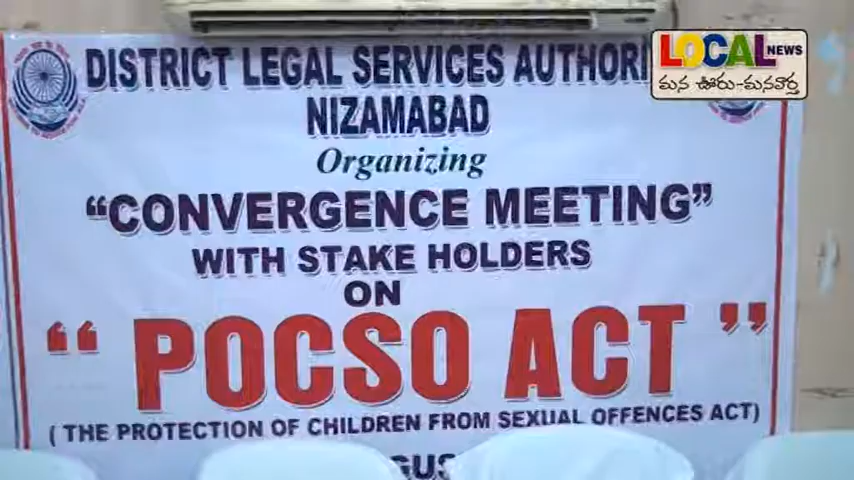 DISTRICT LEGAL SERVICES
NIZAMABAD
Organizing
"CONVERGENCE MEETING"
WITH STAKE HOLDERS
ON
" POCSO ACT "
( THE PROTECTION OF CHILDREN FROM SEXUAL OFFENCES ACT)
LOCAL NEWS
మన ఊరు-మనవార్త